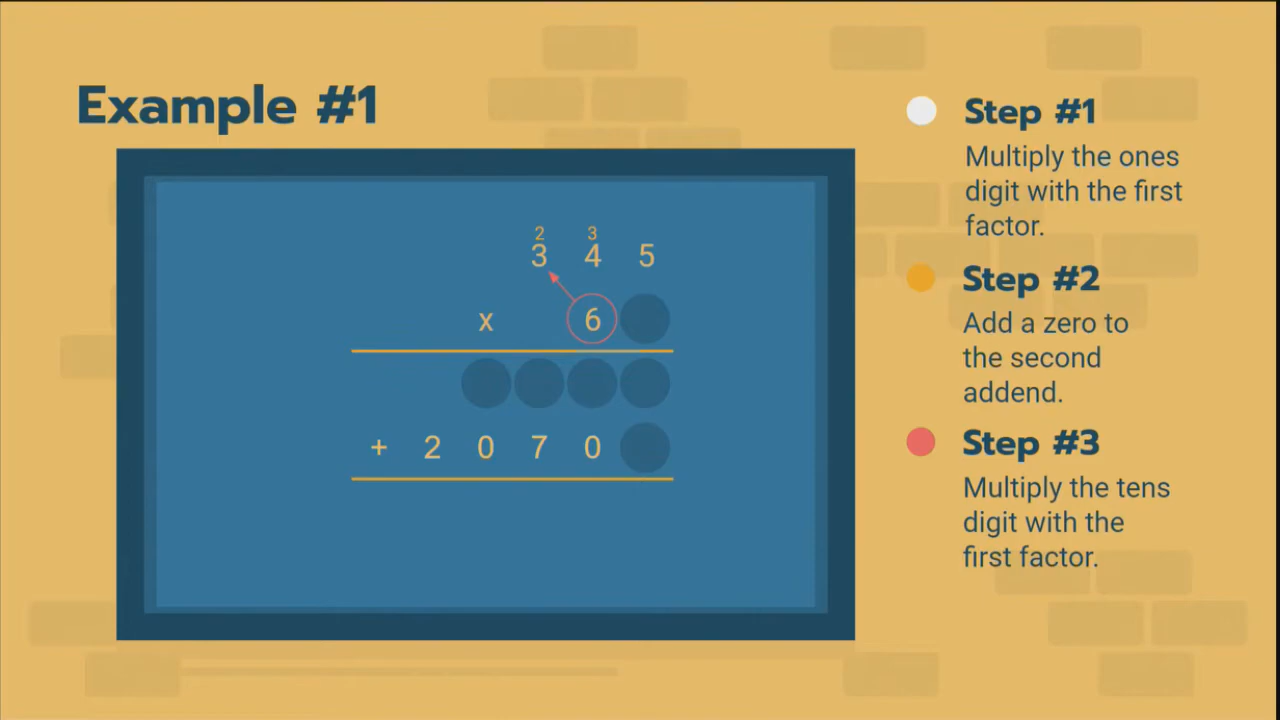 Example #1
2 3
3 4 5
x 6
+ 2 0 7 0
Step #1
Multiply the ones
digit with the first
factor.
Step #2
Add a zero to
the second
addend.
Step #3
Multiply the tens
digit with the
first factor.